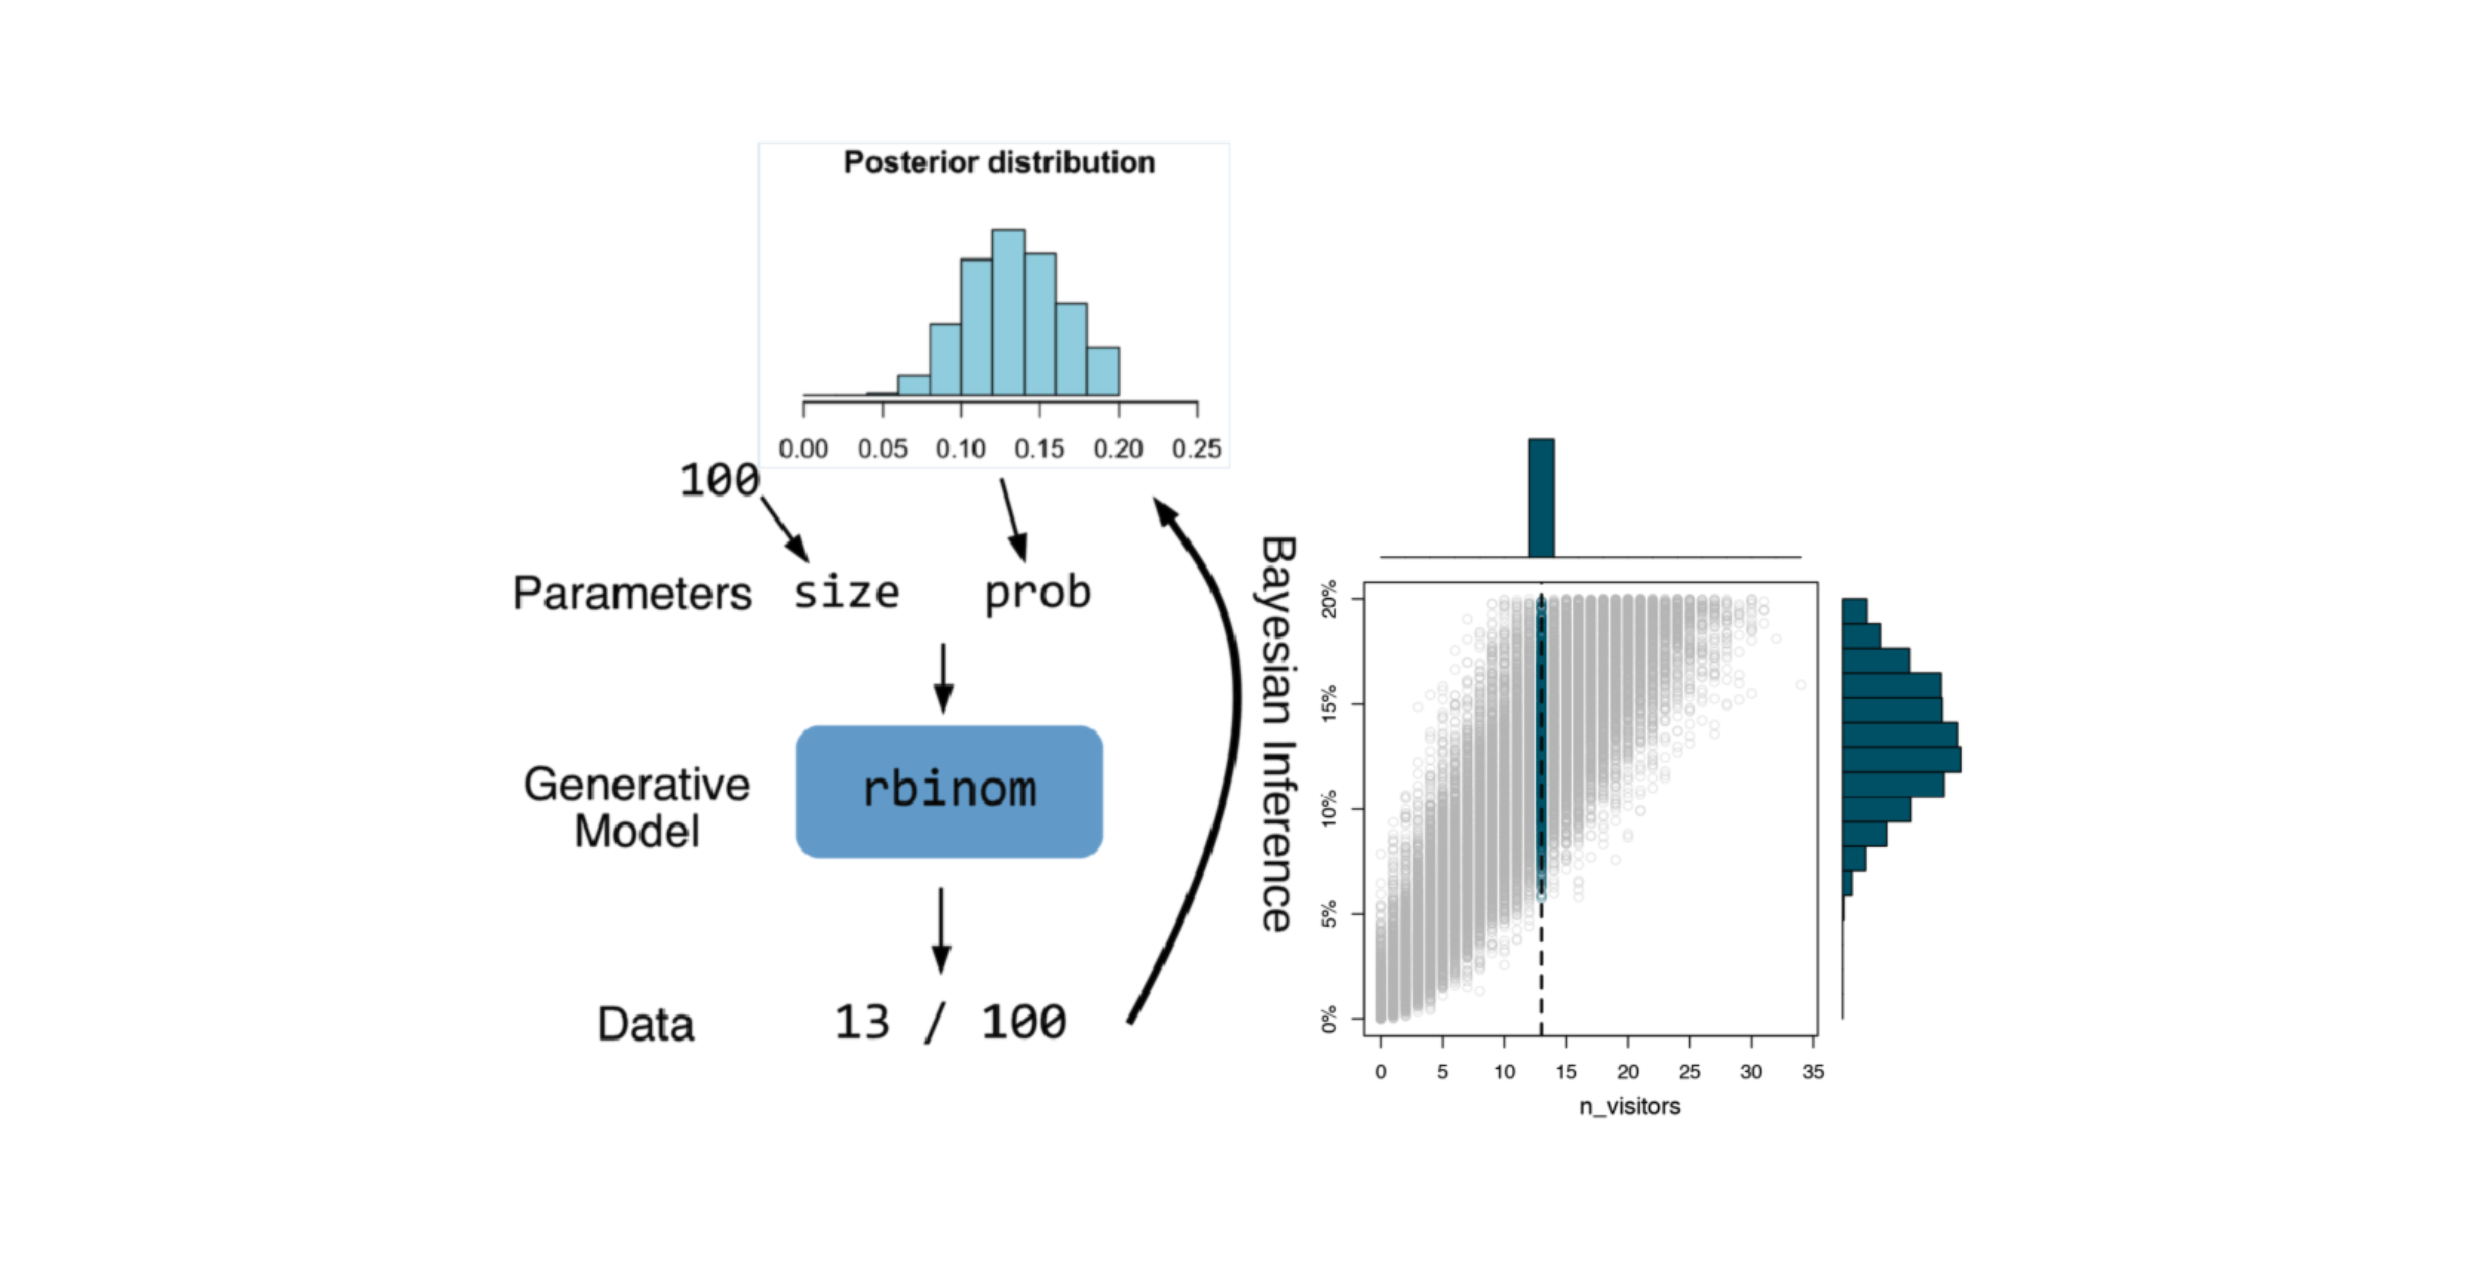 Posterior distribution
0.00 0.05 0.10 0.15 0.20 0.25
100
Parameters size prob
Generative
Model
rbinom
Data 13 / 100
Bayesian Inference
20%
15%
10%
5%
0%
0 5 10 15 20 25 30 35
n_visitors